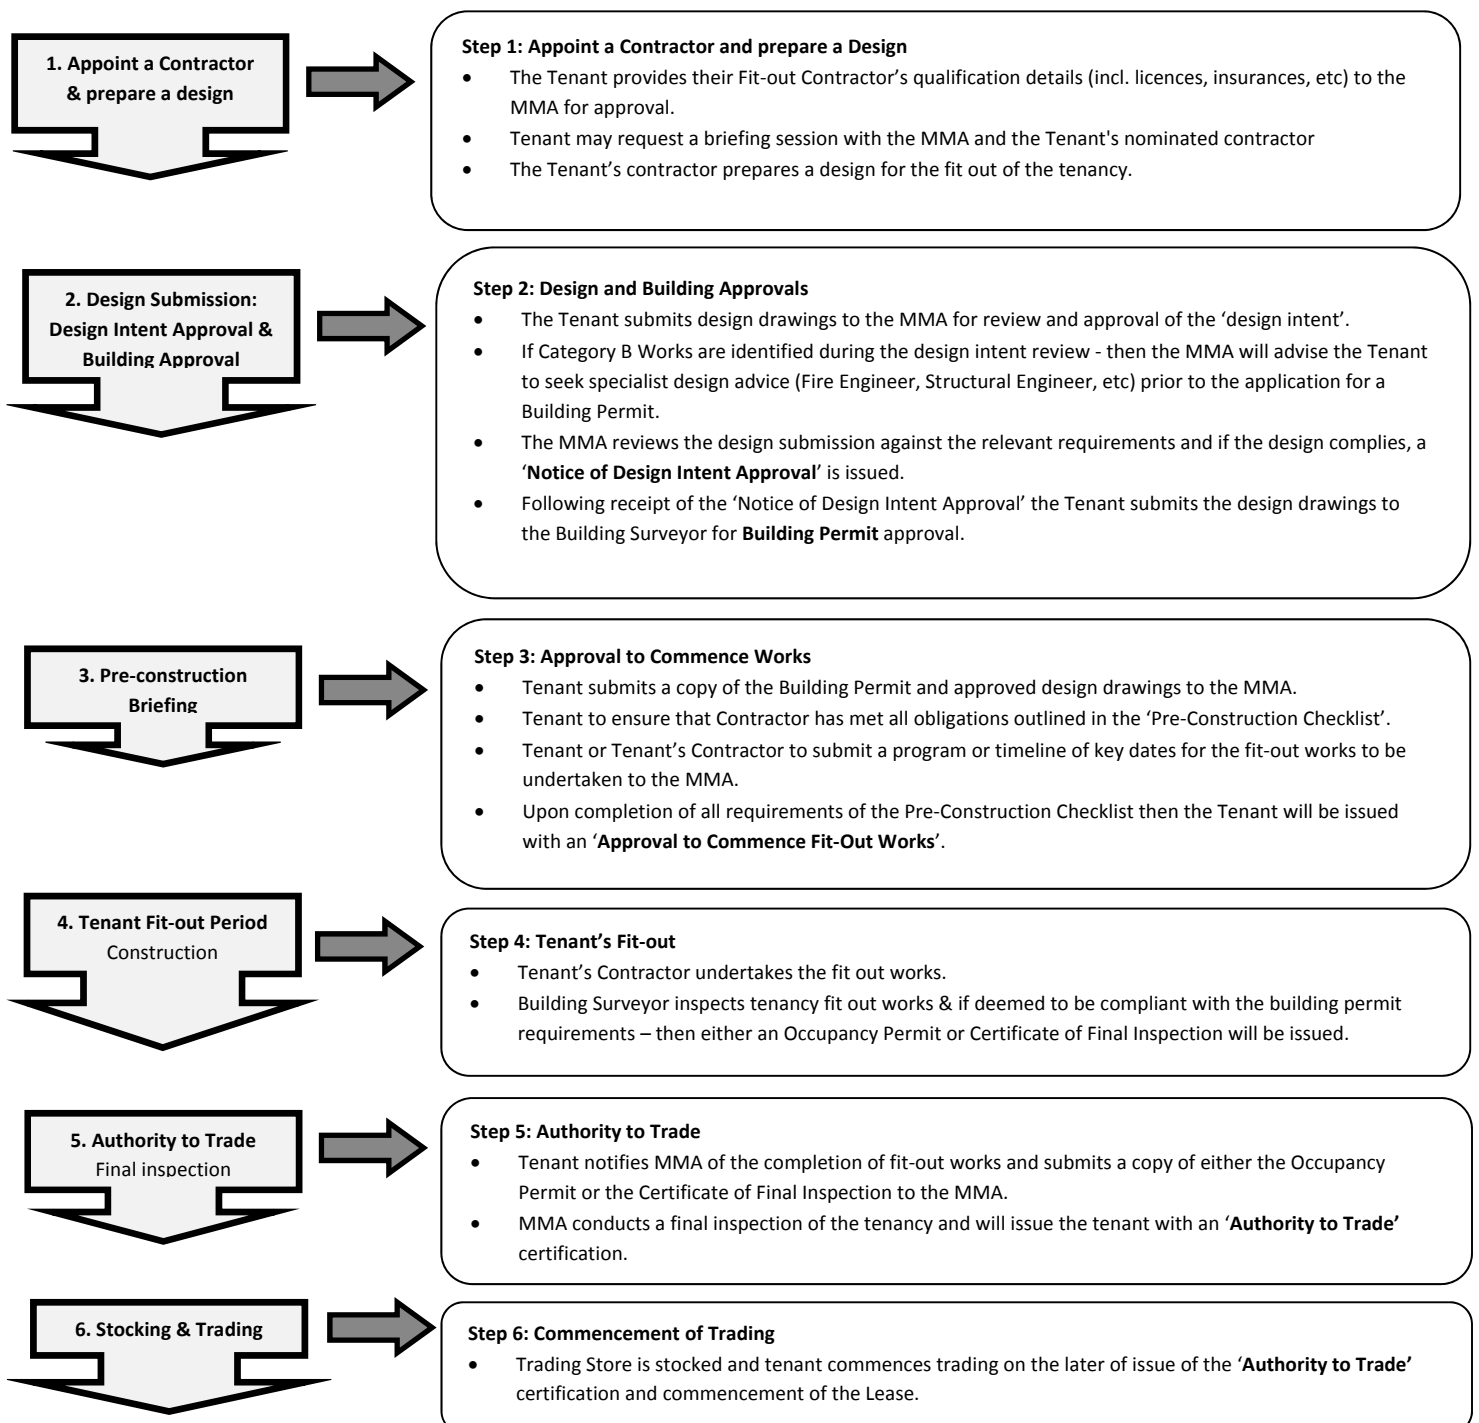 1. Appoint a Contractor
& prepare a design
Step 1: Appoint a Contractor and prepare a Design
• The Tenant provides their Fit-out Contractor’s qualification details (incl. licences, insurances, etc) to the
MMA for approval.
• Tenant may request a briefing session with the MMA and the Tenant's nominated contractor
• The Tenant’s contractor prepares a design for the fit out of the tenancy.
2. Design Submission:
Design Intent Approval &
Building Approval
Step 2: Design and Building Approvals
• The Tenant submits design drawings to the MMA for review and approval of the ‘design intent’.
• If Category B Works are identified during the design intent review - then the MMA will advise the Tenant
to seek specialist design advice (Fire Engineer, Structural Engineer, etc) prior to the application for a
Building Permit.
• The MMA reviews the design submission against the relevant requirements and if the design complies, a
‘Notice of Design Intent Approval’ is issued.
• Following receipt of the ‘Notice of Design Intent Approval’ the Tenant submits the design drawings to
the Building Surveyor for Building Permit approval.
3. Pre-construction
Briefing
Step 3: Approval to Commence Works
• Tenant submits a copy of the Building Permit and approved design drawings to the MMA.
• Tenant to ensure that Contractor has met all obligations outlined in the ‘Pre-Construction Checklist’.
• Tenant or Tenant’s Contractor to submit a program or timeline of key dates for the fit-out works to be
undertaken to the MMA.
• Upon completion of all requirements of the Pre-Construction Checklist then the Tenant will be issued
with an ‘Approval to Commence Fit-Out Works’.
4. Tenant Fit-out Period
Construction
Step 4: Tenant’s Fit-out
• Tenant’s Contractor undertakes the fit out works.
• Building Surveyor inspects tenancy fit out works & if deemed to be compliant with the building permit
requirements – then either an Occupancy Permit or Certificate of Final Inspection will be issued.
5. Authority to Trade
Final inspection
Step 5: Authority to Trade
• Tenant notifies MMA of the completion of fit-out works and submits a copy of either the Occupancy
Permit or the Certificate of Final Inspection to the MMA.
• MMA conducts a final inspection of the tenancy and will issue the tenant with an ‘Authority to Trade’
certification.
6. Stocking & Trading
Step 6: Commencement of Trading
• Trading Store is stocked and tenant commences trading on the later of issue of the ‘Authority to Trade’
certification and commencement of the Lease.